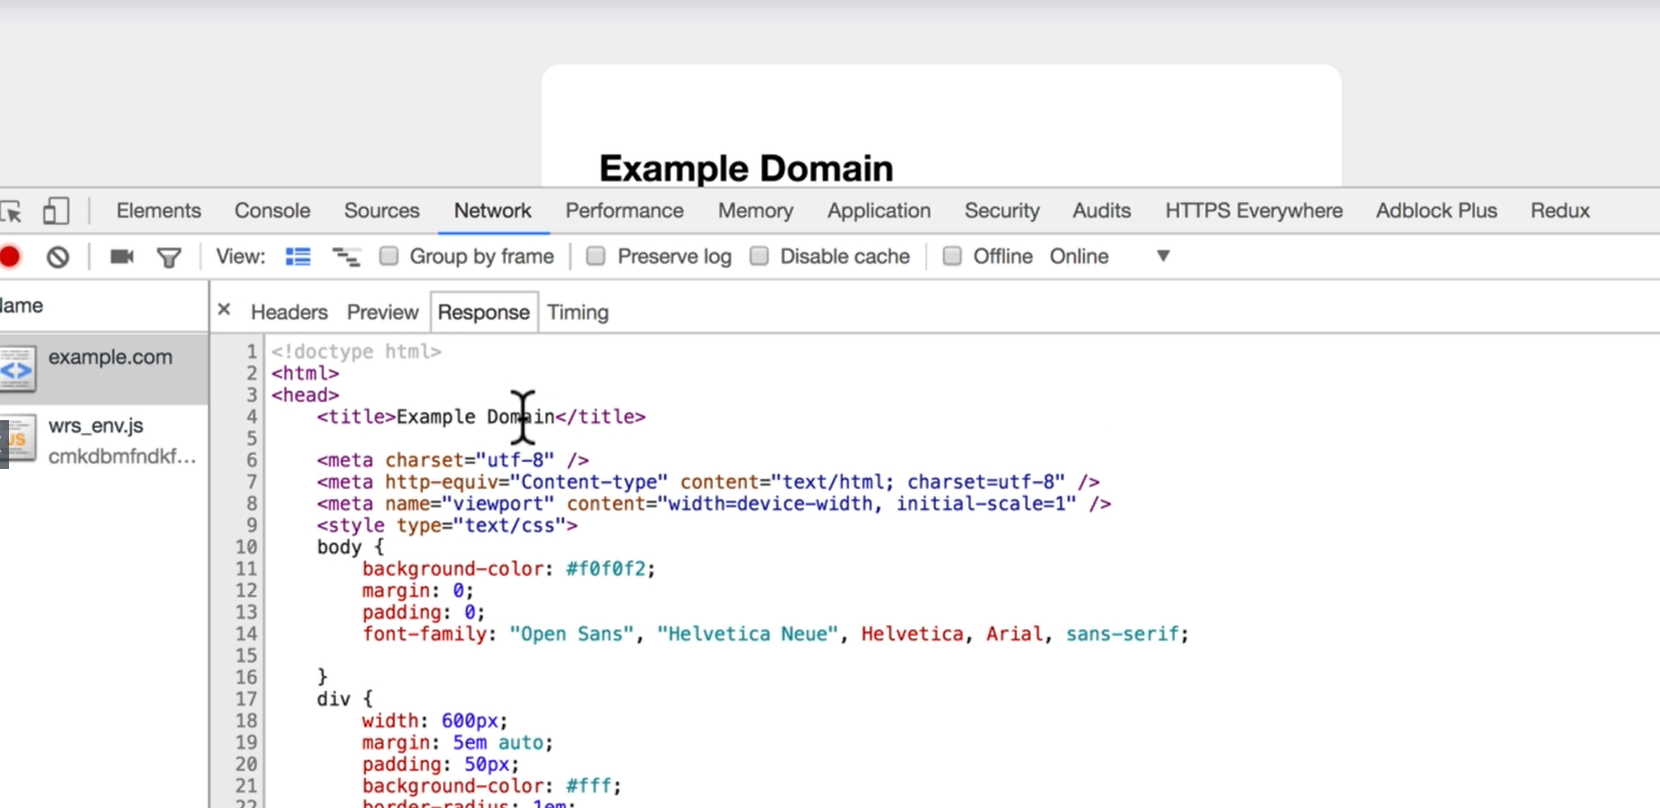 Example Domain
Elements Console Sources Network Performance Memory Application Security Audits HTTPS Everywhere Adblock Plus Redux
View: Group by frame Preserve log Disable cache Offline Online ▼
× Headers Preview Response Timing
example.com
wrs_env.js
cmkdbmfndkf...
1 <!doctype html>
2 <html>
3 <head>
4 <title>Example Domain</title>
5
6 <meta charset="utf-8" />
7 <meta http-equiv="Content-type" content="text/html; charset=utf-8" />
8 <meta name="viewport" content="width=device-width, initial-scale=1" />
9 <style type="text/css">
10 body {
11 background-color: #f0f0f2;
12 margin: 0;
13 padding: 0;
14 font-family: "Open Sans", "Helvetica Neue", Helvetica, Arial, sans-serif;
15
16 }
17 div {
18 width: 600px;
19 margin: 5em auto;
20 padding: 50px;
21 background-color: #fff;
22 border-radius: 1em;